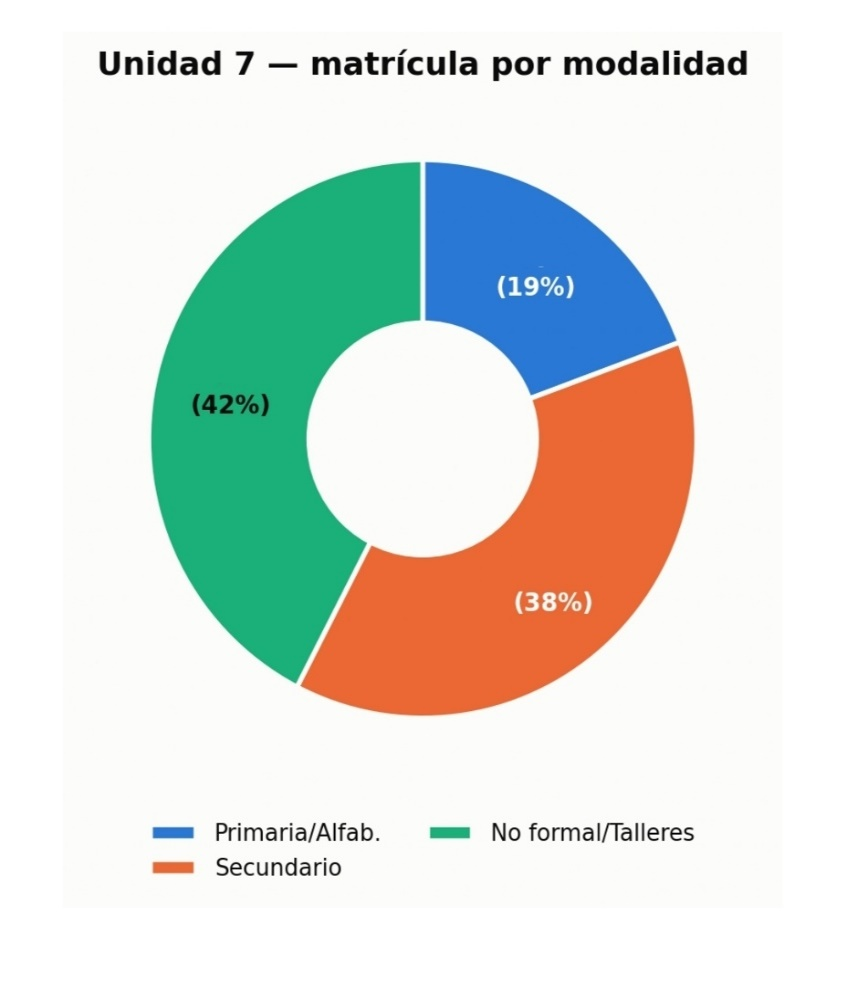 Unidad 7 — matrícula por modalidad
(19%)
(42%)
(38%)
Primaria/Alfab.
No formal/Talleres
Secundario